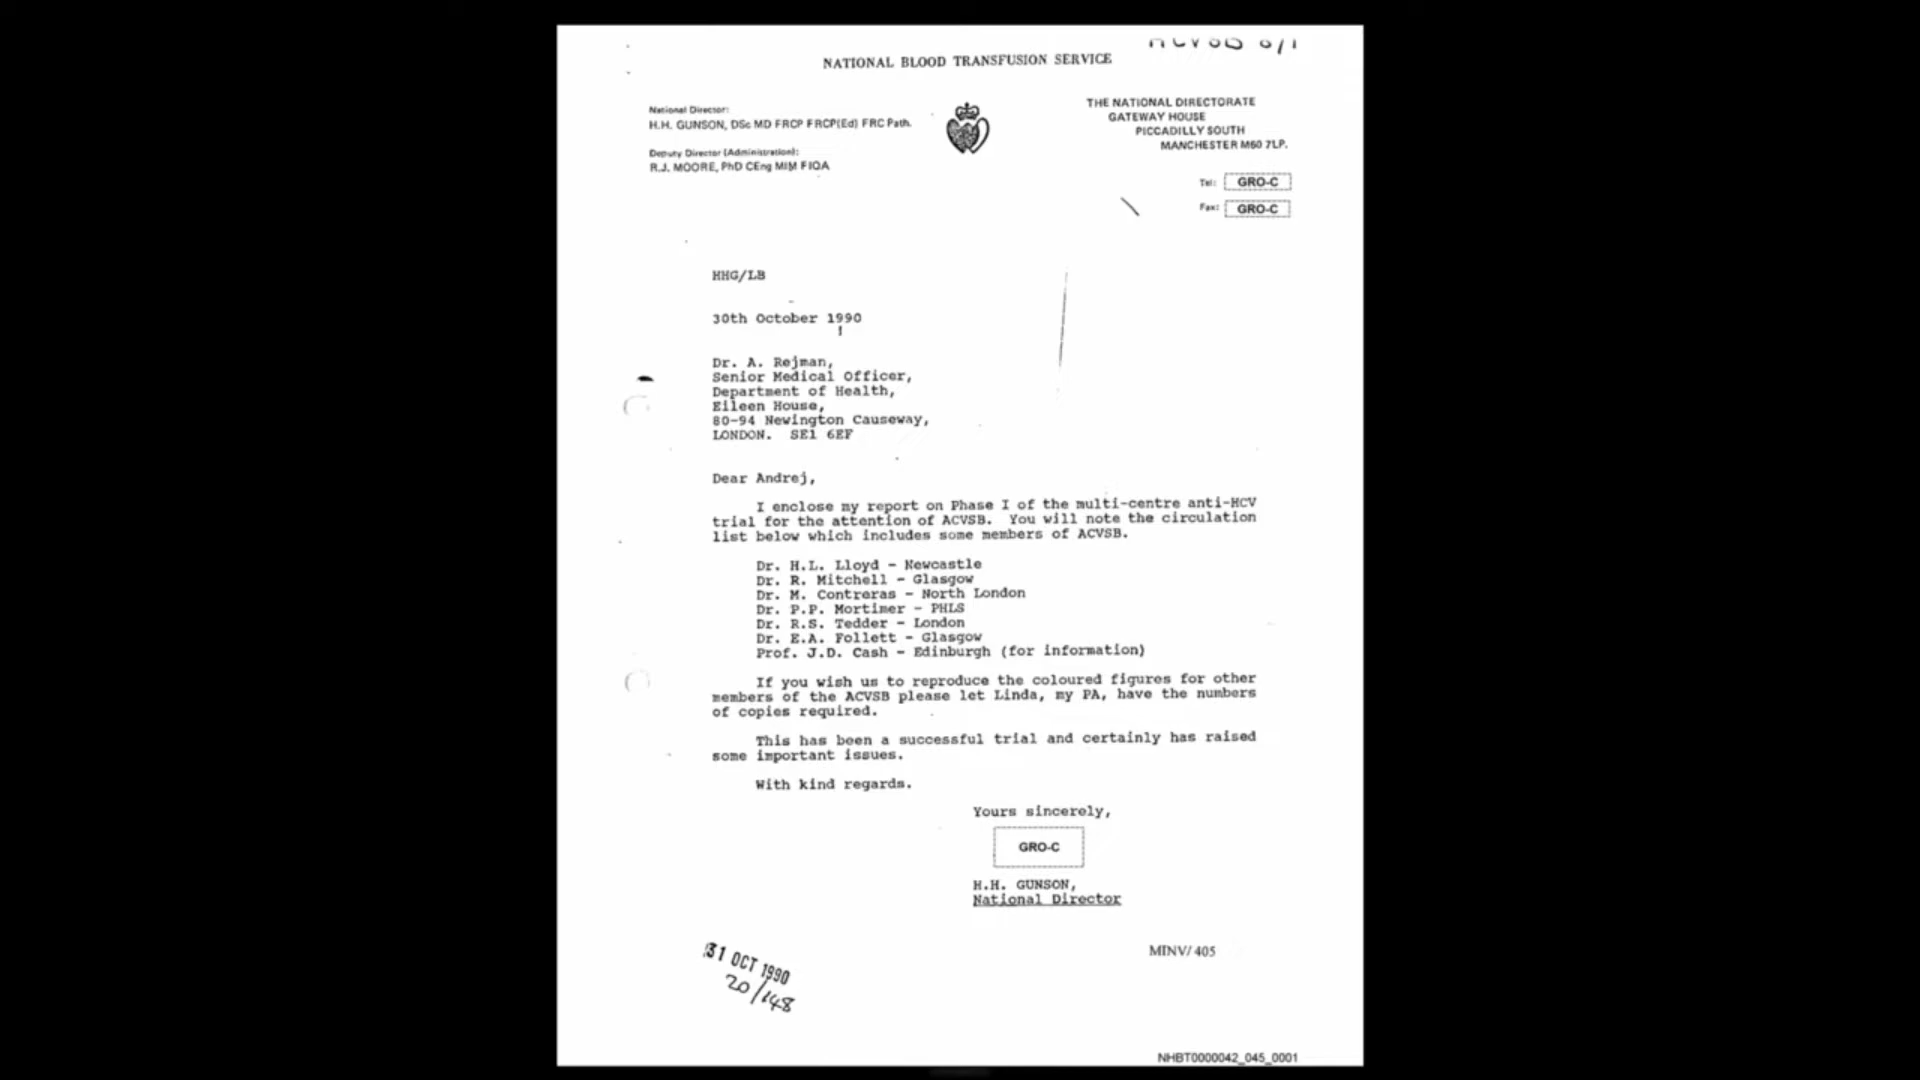 ACVSB 8/1
NATIONAL BLOOD TRANSFUSION SERVICE
National Director:
H.H. GUNSON, DSc MD FRCP FRCP(Ed) FRC Path.
Deputy Director (Administration):
R.J. MOORE, PhD CEng MIM FIQA
THE NATIONAL DIRECTORATE
GATEWAY HOUSE
PICCADILLY SOUTH
MANCHESTER M60 7LP.
Tel: GRO-C
Fax: GRO-C
HHG/LB
30th October 1990
Dr. A. Rejman,
Senior Medical Officer,
Department of Health,
Eileen House,
80-94 Newington Causeway,
LONDON. SE1 6EF
Dear Andrej,
I enclose my report on Phase I of the multi-centre anti-HCV
trial for the attention of ACVSB. You will note the circulation
list below which includes some members of ACVSB.
Dr. H.L. Lloyd - Newcastle
Dr. R. Mitchell - Glasgow
Dr. M. Contreras - North London
Dr. P.P. Mortimer - PHLS
Dr. R.S. Tedder - London
Dr. E.A. Follett - Glasgow
Prof. J.D. Cash - Edinburgh (for information)
If you wish us to reproduce the coloured figures for other
members of the ACVSB please let Linda, my PA, have the numbers
of copies required.
This has been a successful trial and certainly has raised
some important issues.
With kind regards.
Yours sincerely,
GRO-C
H.H. GUNSON,
National Director
31 OCT 1990
20/148
MINV/405
NHBT0000042_045_0001